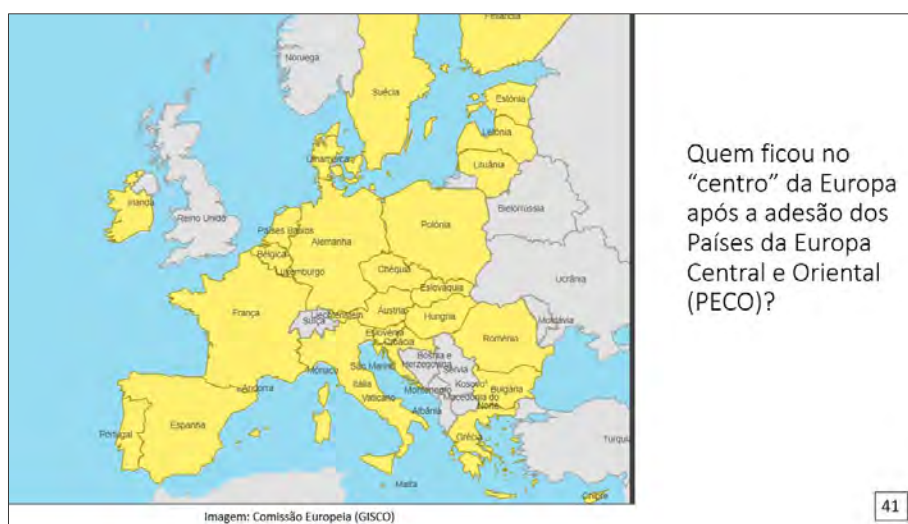 Finlândia
Noruega
Suécia
Estónia
Letónia
Dinamarca
Lituânia
Irlanda
Reino Unido
Bielorrússia
Países Baixos
Polónia
Alemanha
Bélgica
Luxemburgo
Chéquia
Ucrânia
Eslováquia
França
Liechtenstein
Áustria
Hungria
Moldávia
Suíça
Eslovénia
Croácia
Roménia
Bósnia e
Herzegovina
Sérvia
Mónaco
São Marino
Andorra
Itália
Kosovo*
Montenegro
Bulgária
Vaticano
Macedónia do
Norte
Portugal
Espanha
Albânia
Grécia
Turquia
Malta
Chipre
Imagem: Comissão Europeia (GISCO)
Quem ficou no
“centro” da Europa
após a adesão dos
Países da Europa
Central e Oriental
(PECO)?
41